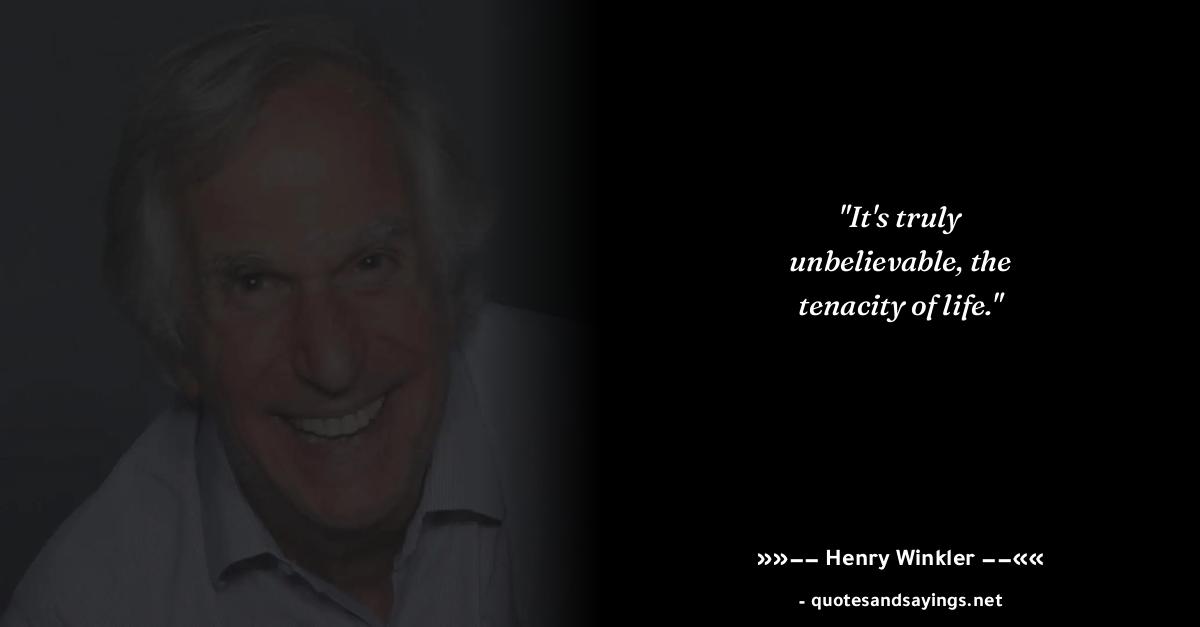 "It's truly
unbelievable, the
tenacity of life."
»»−− Henry Winkler −−««
- quotesandsayings.net